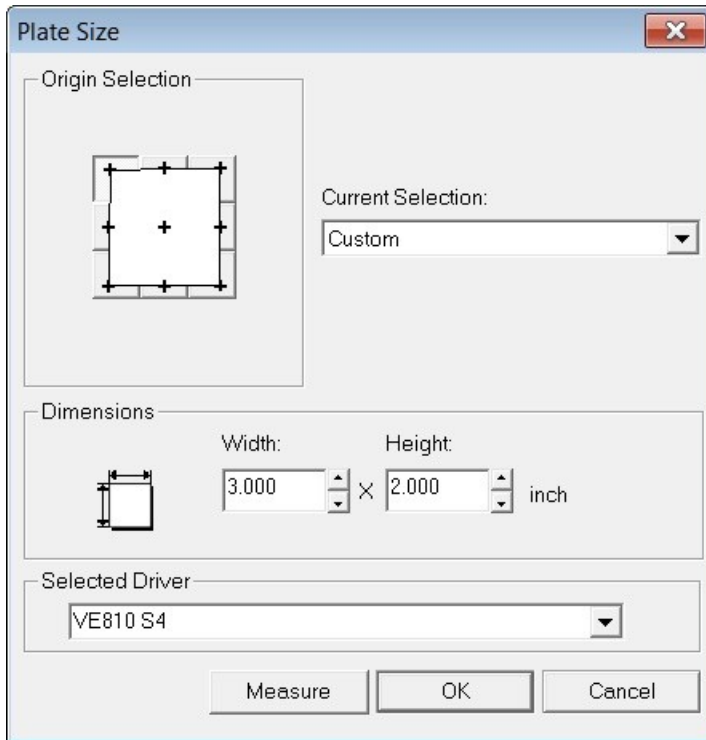 Plate Size
Origin Selection
Current Selection:
Custom
Dimensions
Width:
Height:
3.000
X
2.000
inch
Selected Driver
VE810 S4
Measure
OK
Cancel